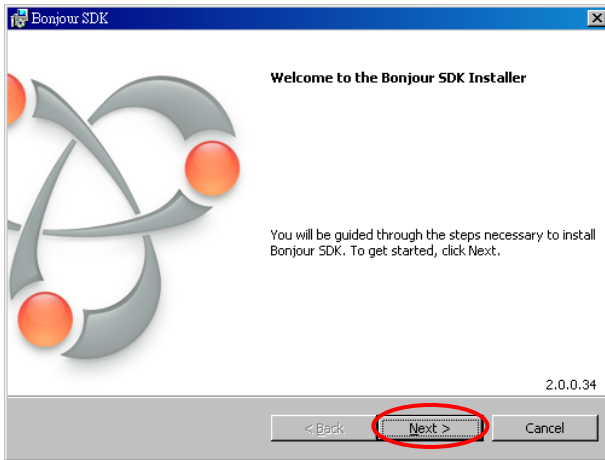 Bonjour SDK
Welcome to the Bonjour SDK Installer
You will be guided through the steps necessary to install
Bonjour SDK. To get started, click Next.
2.0.0.34
< Back
Next >
Cancel